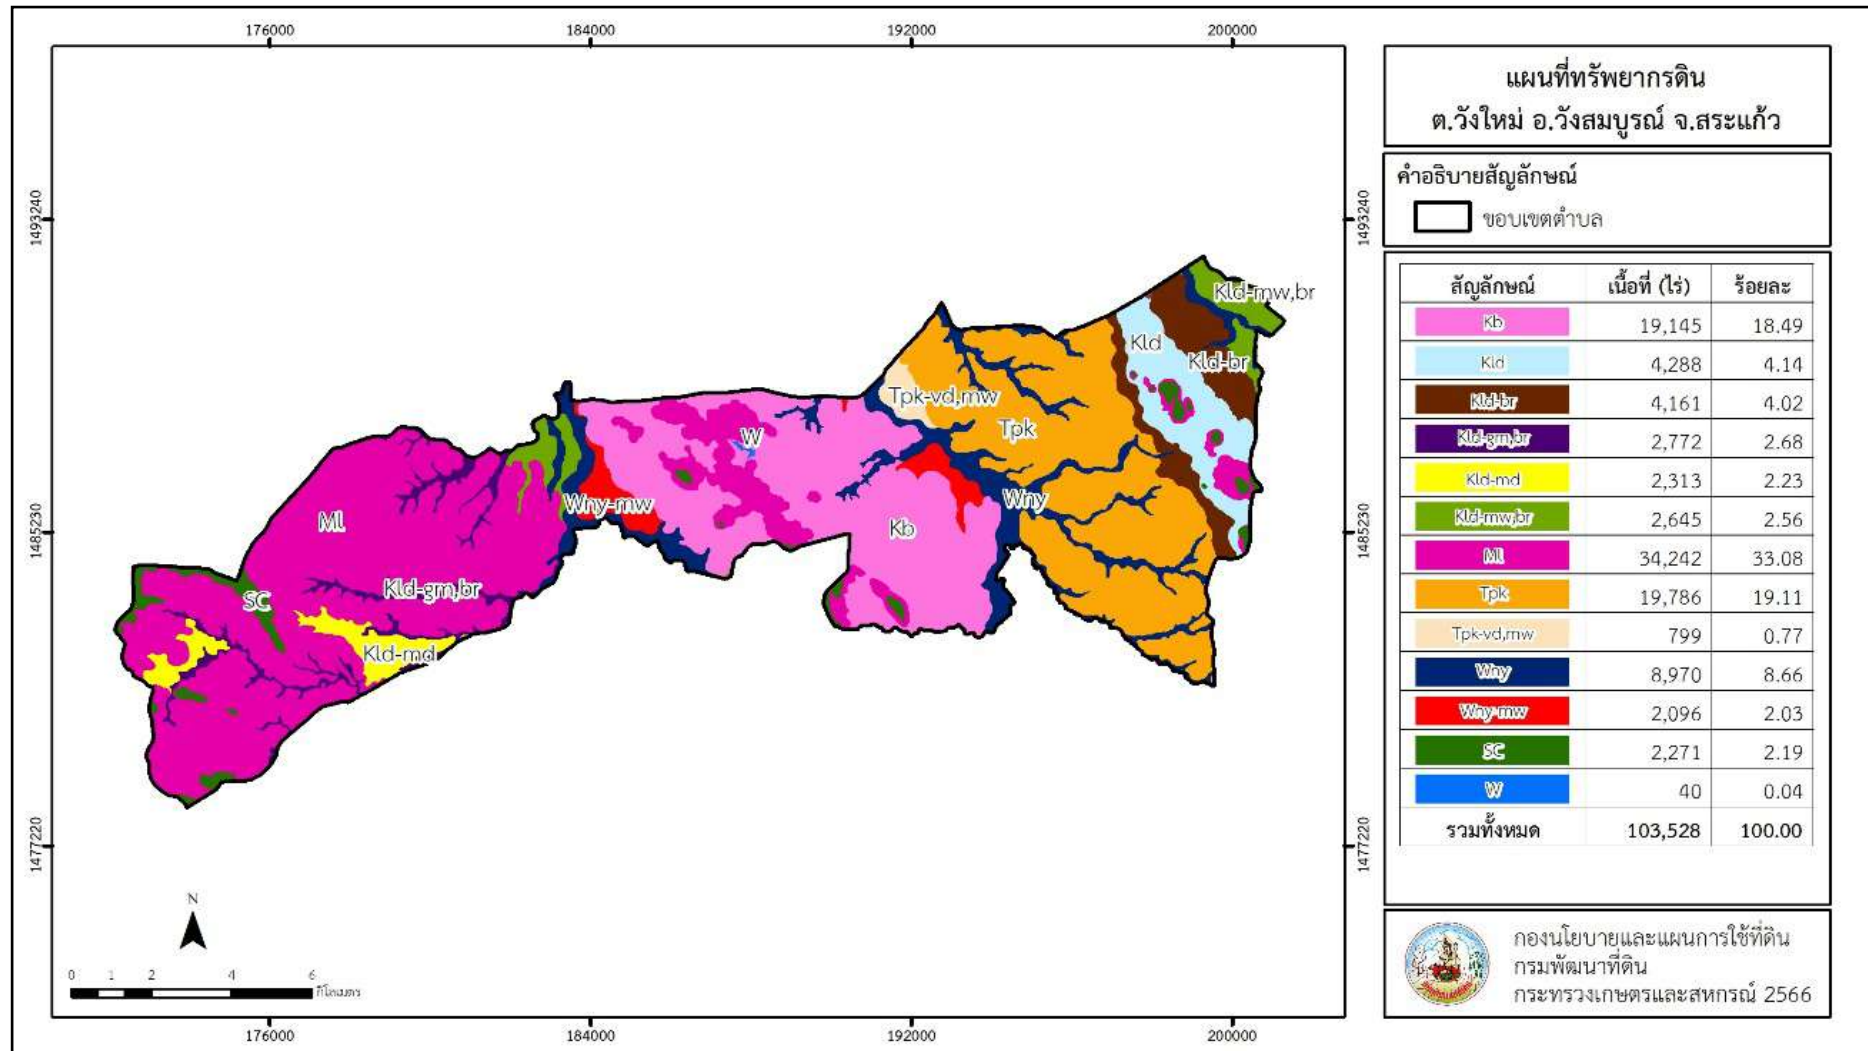 176000 184000 192000 200000
1493240 1493240
1485230 1485230
1477220 1477220
Kld-mw,br
Kld
Kld-br
Tpk-vd,mw
Tpk
W
Wny-mw
Wny
Ml
Kb
Kld-gm,br
SC
Kld-md
N
0 1 2 4 6
กิโลเมตร
176000 184000 192000 200000
แผนที่ทรัพยากรดิน
ต.วังใหม่ อ.วังสมบูรณ์ จ.สระแก้ว
คำอธิบายสัญลักษณ์
ขอบเขตตำบล
สัญลักษณ์ เนื้อที่ (ไร่) ร้อยละ
Kb 19,145 18.49
Kld 4,288 4.14
Kld-br 4,161 4.02
Kld-gm,br 2,772 2.68
Kld-md 2,313 2.23
Kld-mw,br 2,645 2.56
Ml 34,242 33.08
Tpk 19,786 19.11
Tpk-vd,mw 799 0.77
Wny 8,970 8.66
Wny-mw 2,096 2.03
SC 2,271 2.19
W 40 0.04
รวมทั้งหมด 103,528 100.00
กองนโยบายและแผนการใช้ที่ดิน
กรมพัฒนาที่ดิน
กระทรวงเกษตรและสหกรณ์ 2566